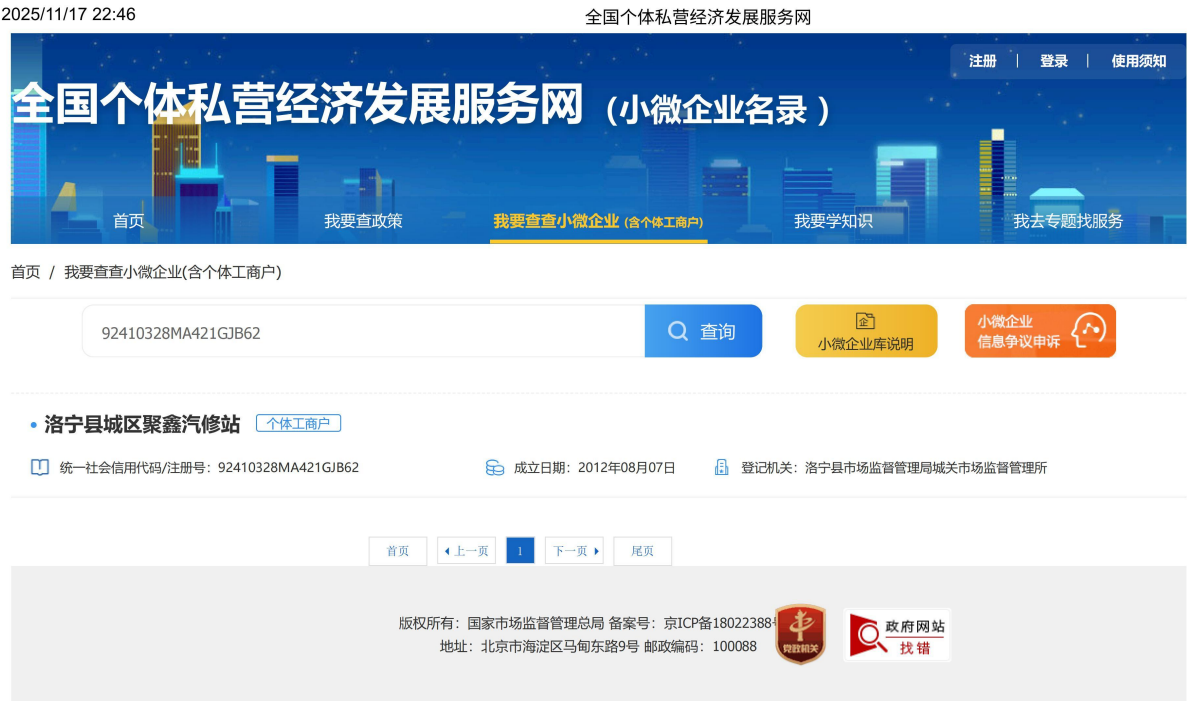 2025/11/17 22:46 全国个体私营经济发展服务网
注册 | 登录 | 使用须知
全国个体私营经济发展服务网（小微企业名录 ）
首页 我要查政策 我要查查小微企业 (含个体工商户) 我要学知识 我去专题找服务
首页 / 我要查查小微企业(含个体工商户)
92410328MA421GJB62 查询
企
小微企业库说明
小微企业
信息争议申诉
洛宁县城区聚鑫汽修站 个体工商户
统一社会信用代码/注册号：92410328MA421GJB62 成立日期：2012年08月07日 登记机关：洛宁县市场监督管理局城关市场监督管理所
首页 上一页 1 下一页 尾页
版权所有：国家市场监督管理总局 备案号：京ICP备18022388
地址：北京市海淀区马甸东路9号 邮政编码：100088
党政机关
政府网站
找错